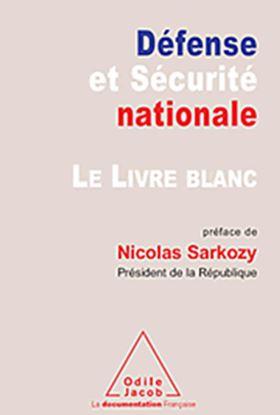 Défense
et Sécurité
nationale
LE LIVRE BLANC
préface de
Nicolas Sarkozy
Président de la République
Odile
Jacob
La documentation Française